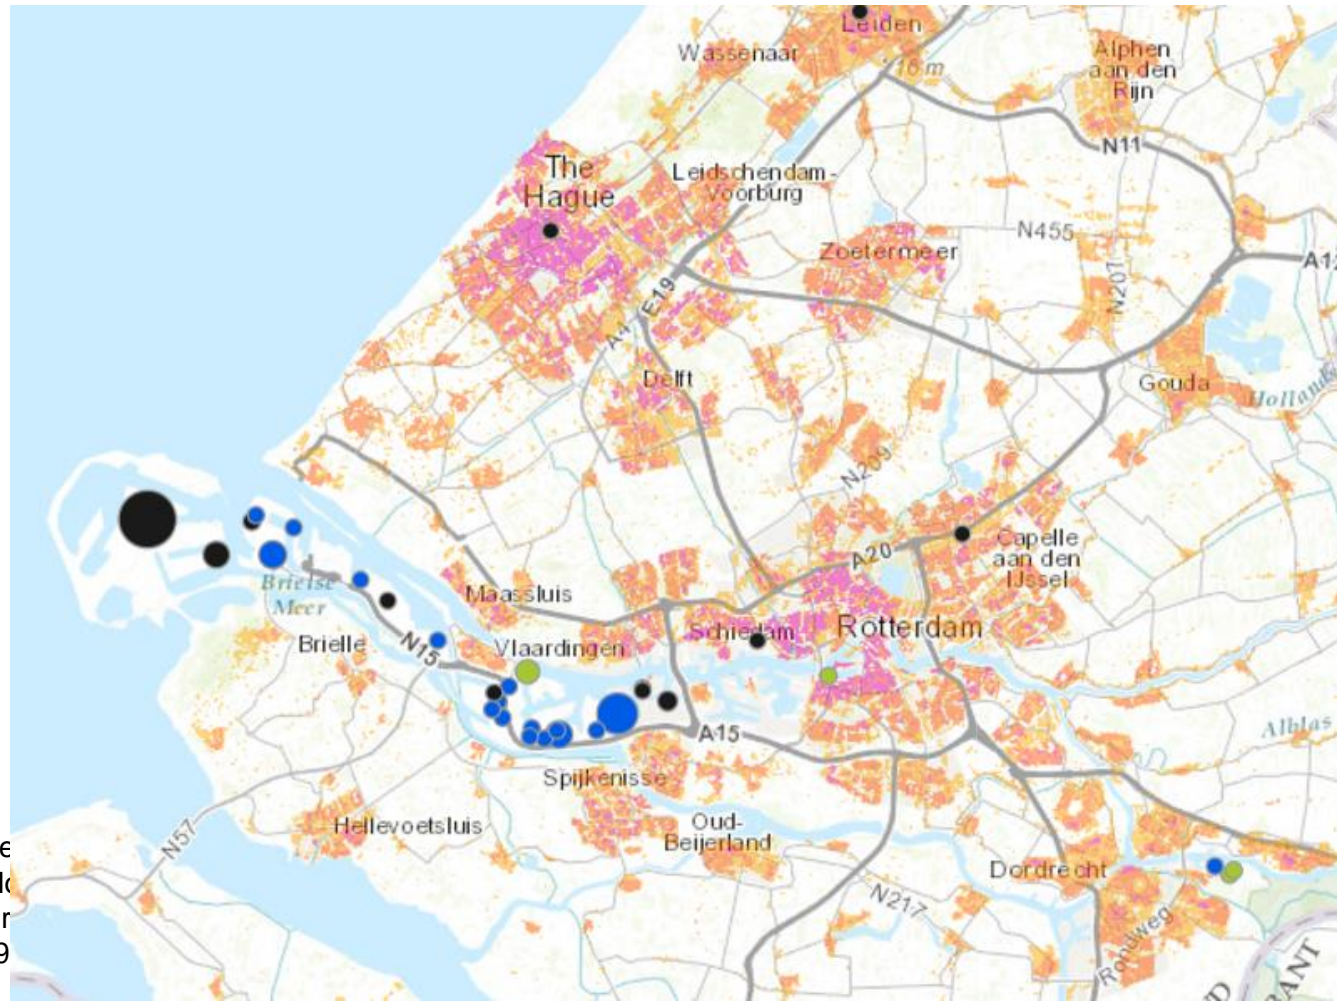 Leiden
Wassenaar
Alphen
aan den
Rijn
16 m
N11
The
Hague
Leidschendam-
Voorburg
N455
Zoetermeer
A12
N207
E19
A4
Delft
Gouda
N209
Capelle
aan den
IJssel
A20
Brielse
Meer
Maassluis
Schiedam
Rotterdam
Brielle
N15
Vlaardingen
A15
Alblas
Spijkenisse
Hellevoetsluis
Oud-
Beijerland
N57
Dordrecht
N217
Rondweg
ANT